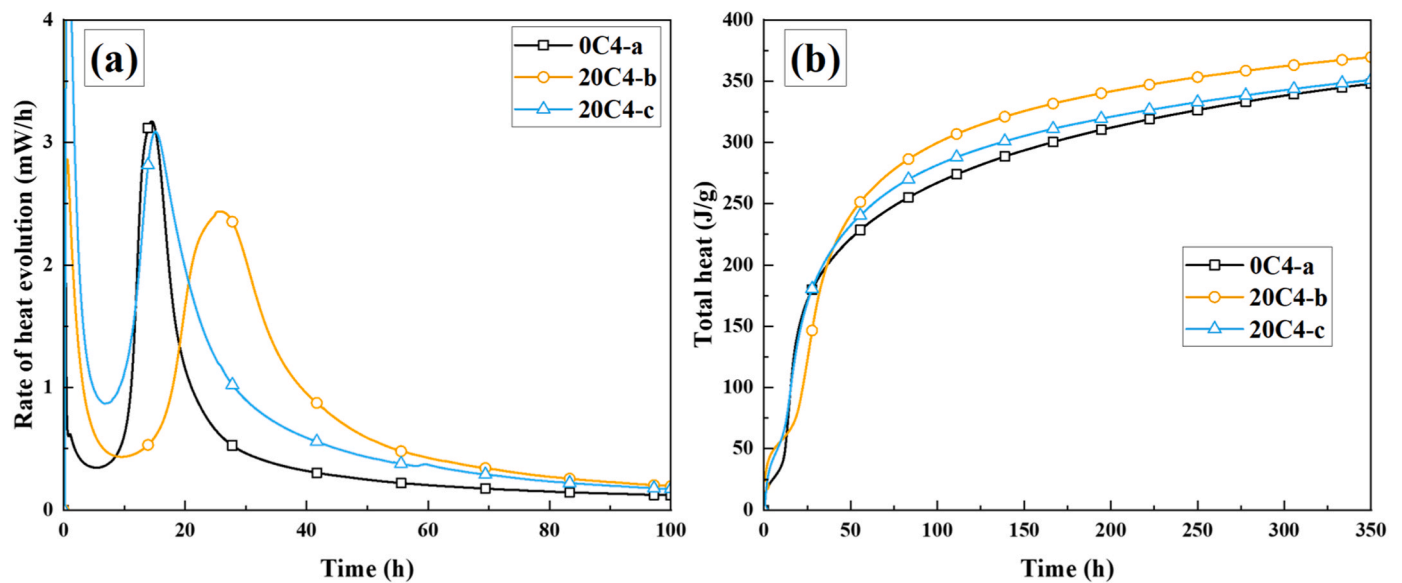 (a)
0C4-a
20C4-b
20C4-c
Rate of heat evolution (mW/h)
4
3
2
1
0
0 20 40 60 80 100
Time (h)
(b)
0C4-a
20C4-b
20C4-c
Total heat (J/g)
400
350
300
250
200
150
100
50
0
0 50 100 150 200 250 300 350
Time (h)